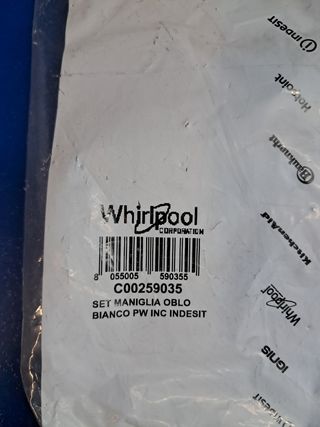 Whirlpool
CORPORATION
8 055005 590355
C00259035
SET MANIGLIA OBLO
BIANCO PW INC INDESIT
indesit
Hotpoint
Bauknecht
KitchenAid
Whirlpool
Ignis